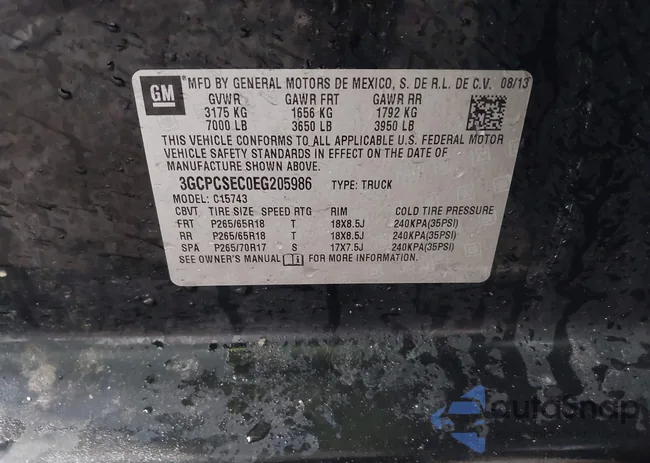 GM
®MFD BY GENERAL MOTORS DE MEXICO, S. DE R.L. DE C.V. 08/13
GVWR GAWR FRT GAWR RR
3175 KG 1656 KG 1792 KG
7000 LB 3650 LB 3950 LB
THIS VEHICLE CONFORMS TO ALL APPLICABLE U.S. FEDERAL MOTOR
VEHICLE SAFETY STANDARDS IN EFFECT ON THE DATE OF
MANUFACTURE SHOWN ABOVE.
3GCPCSEC0EG205986 TYPE: TRUCK
MODEL: C15743
CBVT TIRE SIZE SPEED RTG RIM COLD TIRE PRESSURE
FRT P265/65R18 T 18X8.5J 240KPA(35PSI)
RR P265/65R18 T 18X8.5J 240KPA(35PSI)
SPA P265/70R17 S 17X7.5J 240KPA(35PSI)
SEE OWNER'S MANUAL FOR MORE INFORMATION.
autoSnap